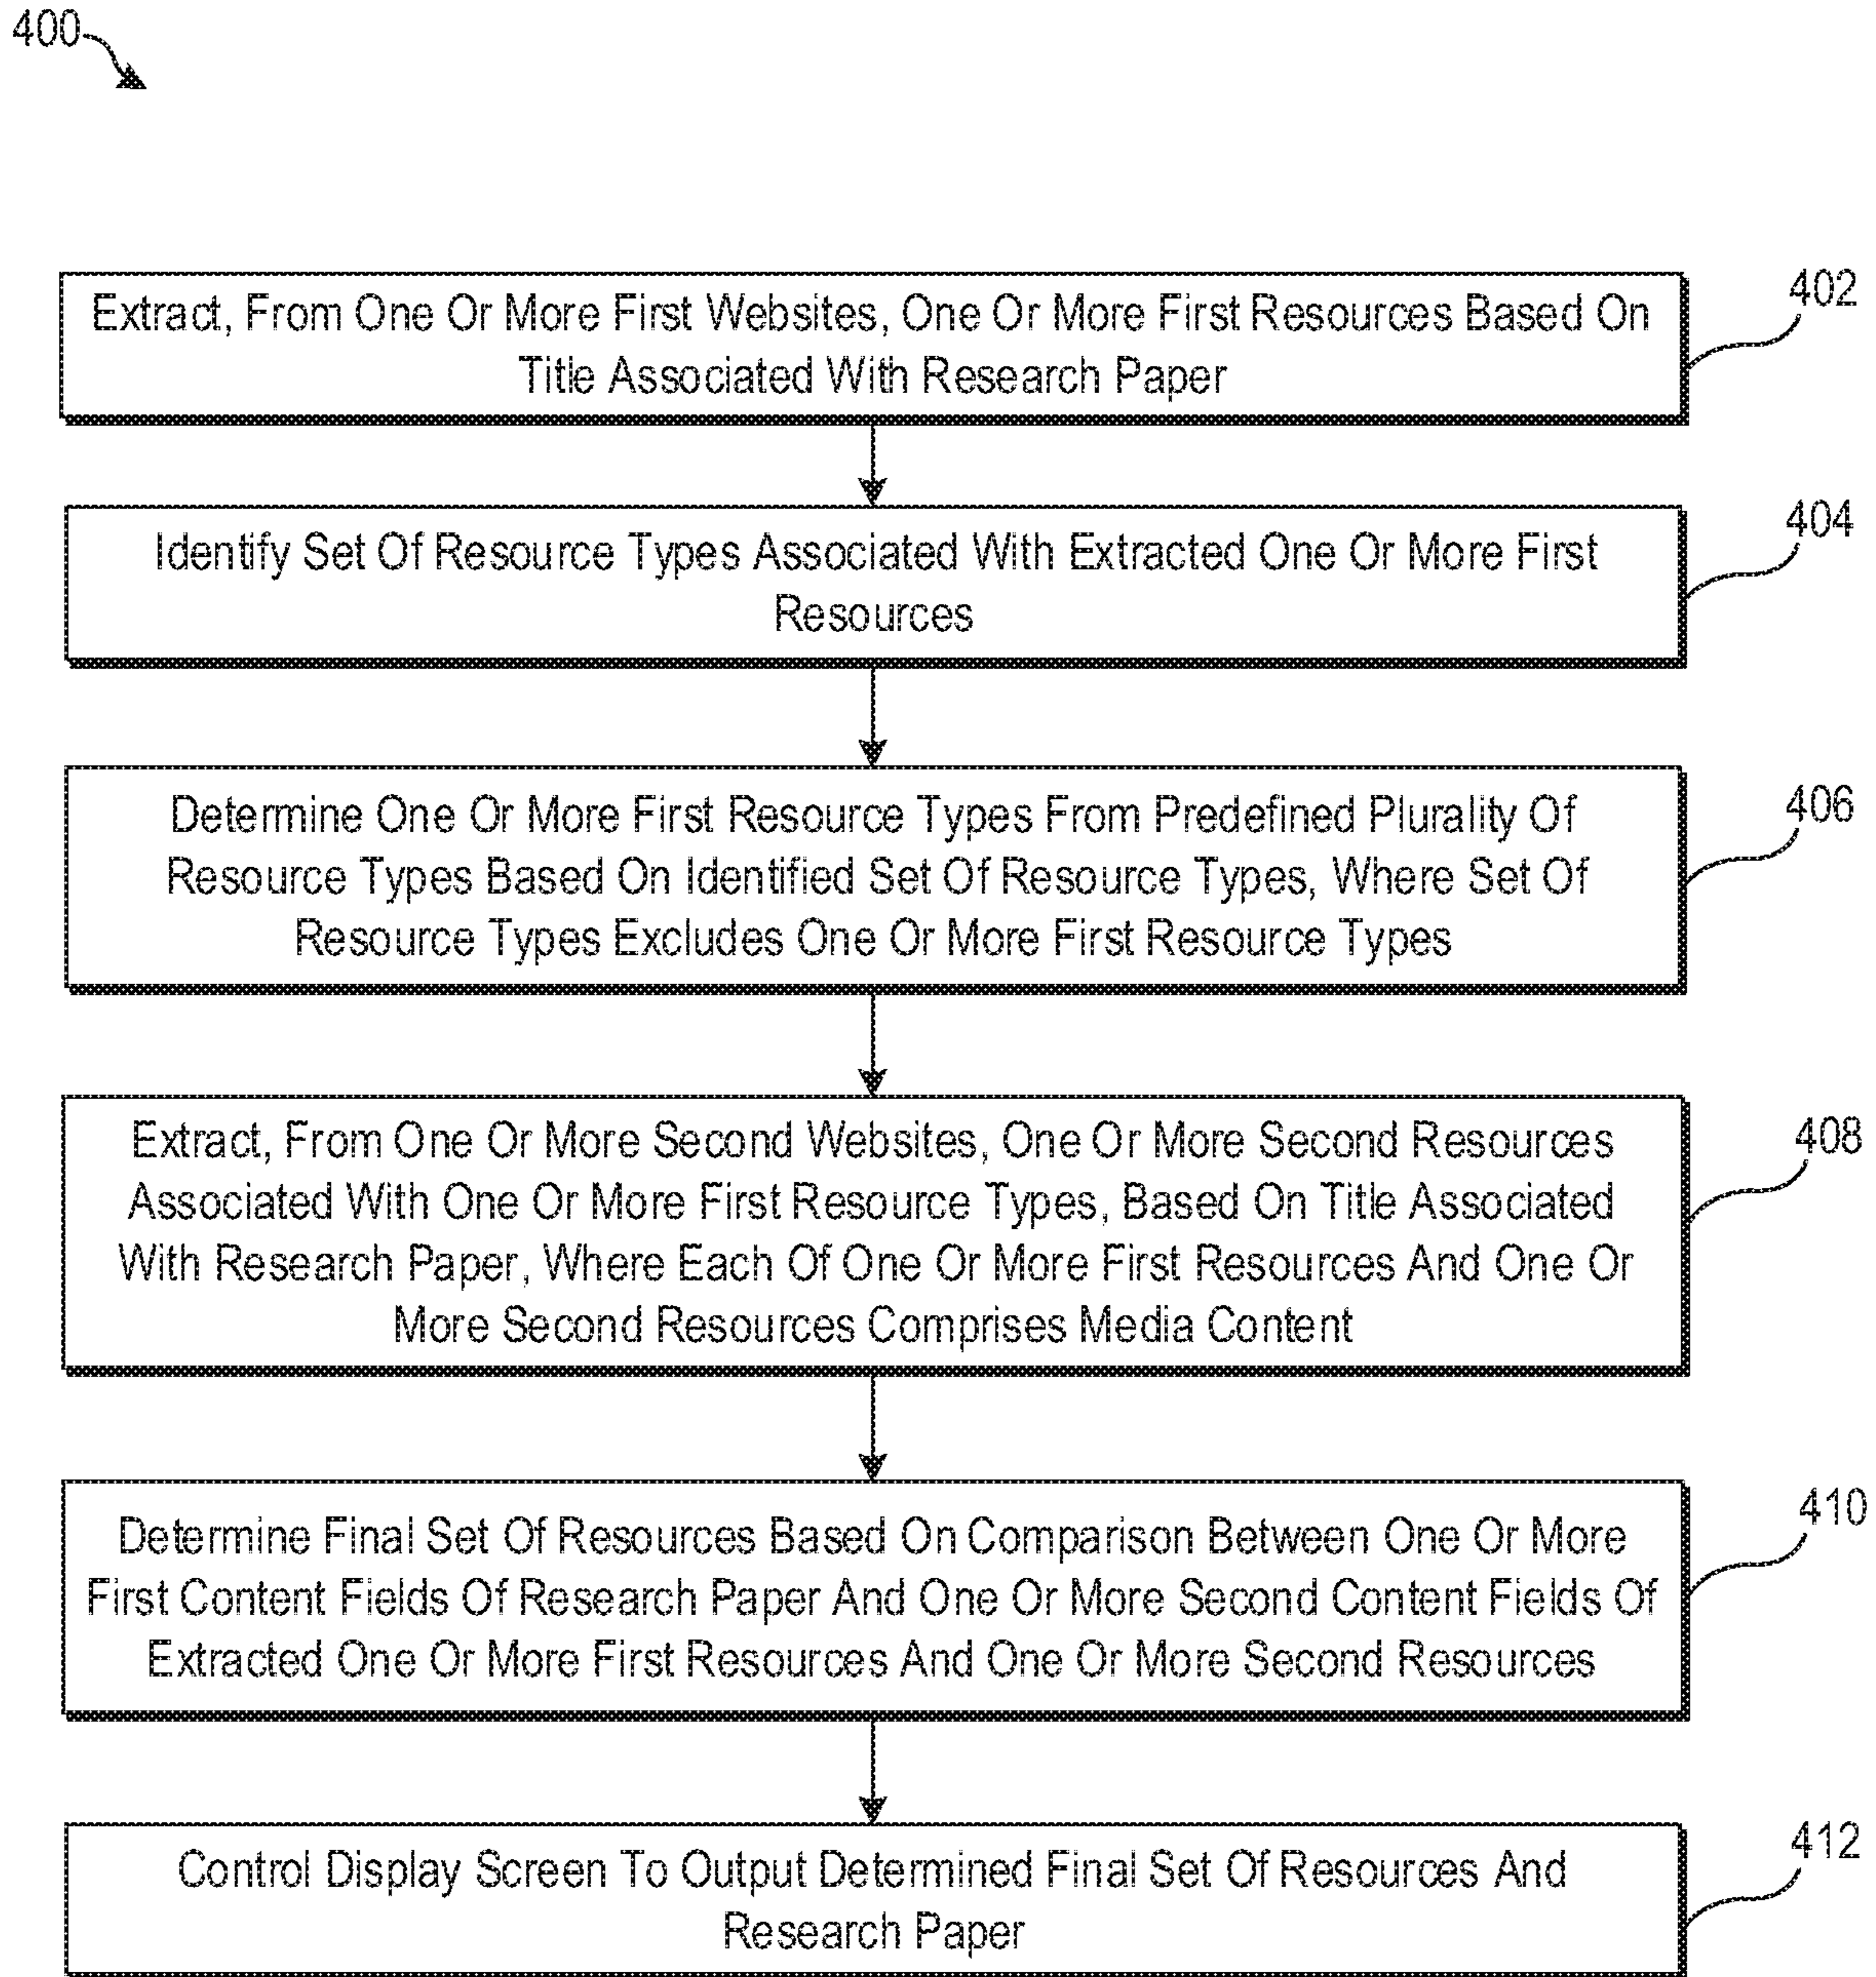 400
Extract, From One Or More First Websites, One Or More First Resources Based On
Title Associated With Research Paper
402
Identify Set Of Resource Types Associated With Extracted One Or More First
Resources
404
Determine One Or More First Resource Types From Predefined Plurality Of
Resource Types Based On Identified Set Of Resource Types, Where Set Of
Resource Types Excludes One Or More First Resource Types
406
Extract, From One Or More Second Websites, One Or More Second Resources
Associated With One Or More First Resource Types, Based On Title Associated
With Research Paper, Where Each Of One Or More First Resources And One Or
More Second Resources Comprises Media Content
408
Determine Final Set Of Resources Based On Comparison Between One Or More
First Content Fields Of Research Paper And One Or More Second Content Fields Of
Extracted One Or More First Resources And One Or More Second Resources
410
Control Display Screen To Output Determined Final Set Of Resources And
Research Paper
412